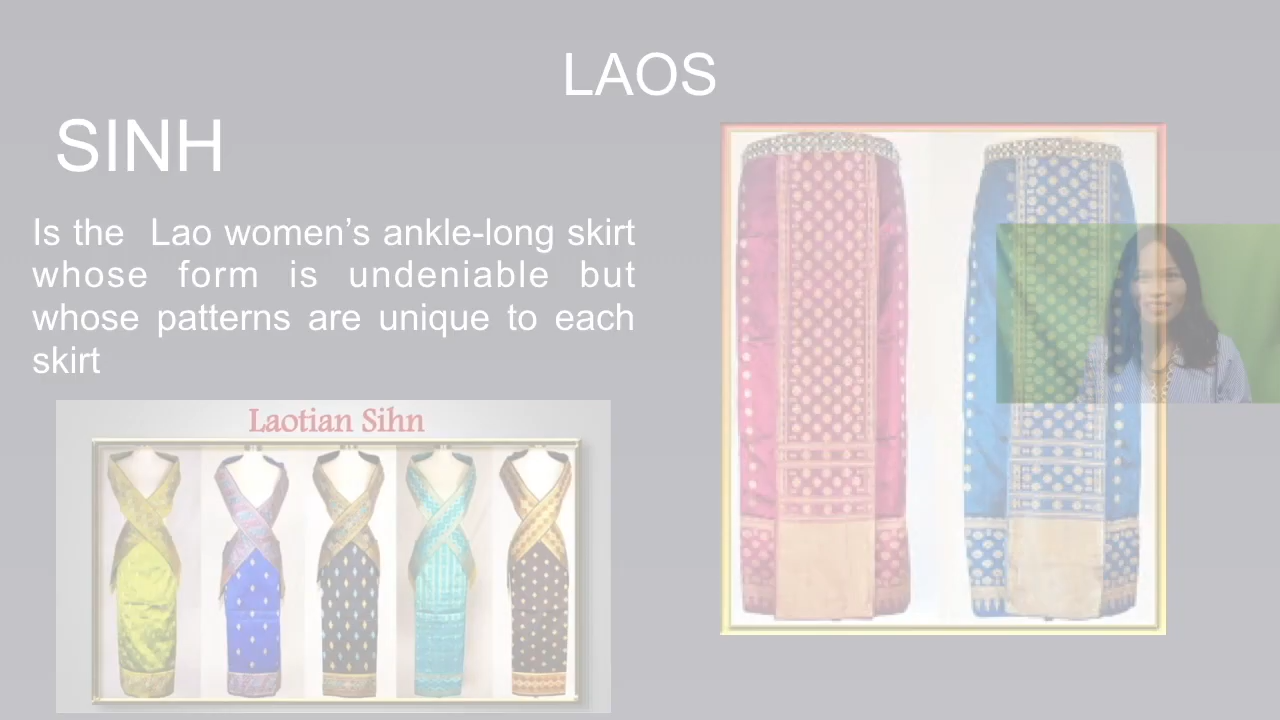 LAOS
SINH
Is the Lao women’s ankle-long skirt
whose form is undeniable but
whose patterns are unique to each
skirt
Laotian Sihn